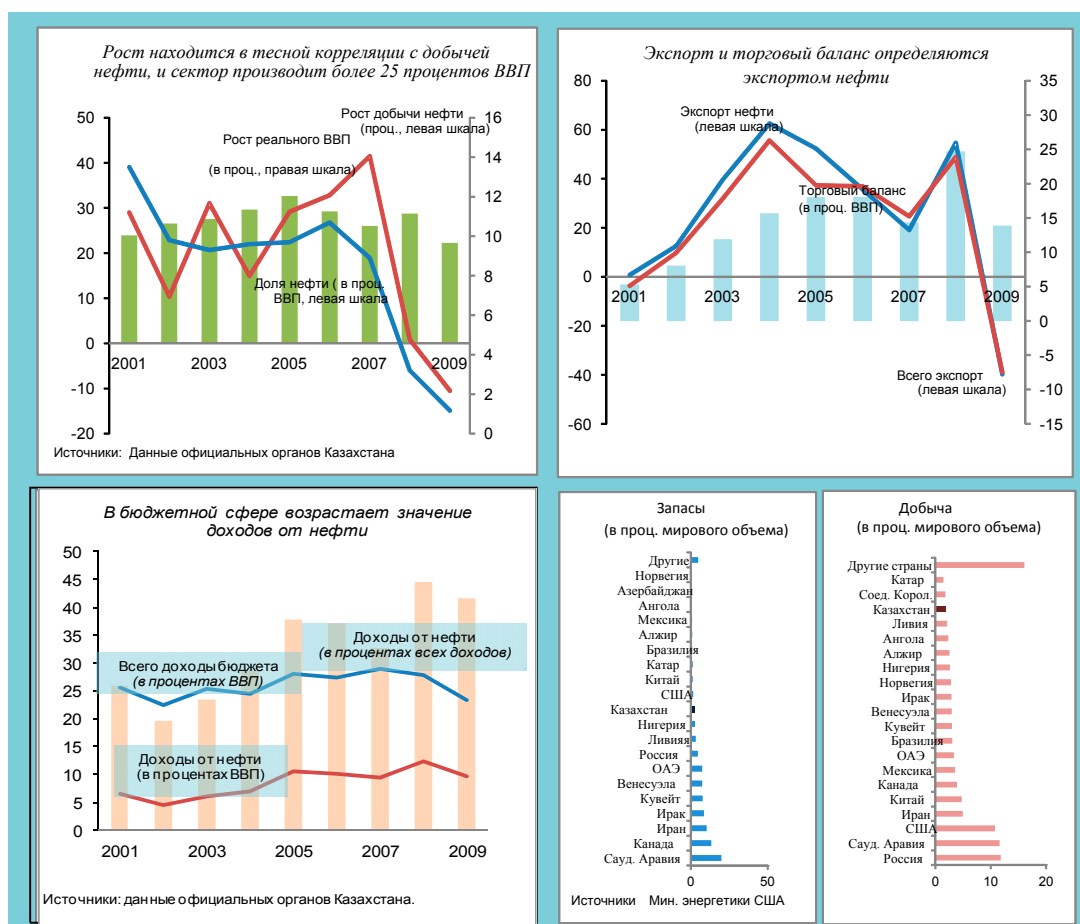 Рост находится в тесной корреляции с добычей
нефти, и сектор производит более 25 процентов ВВП
50
40
30
20
10
0
-10
-20
16
14
12
10
8
6
4
2
0
Рост добычи нефти
(проц., левая шкала)
Рост реального ВВП
(в проц., правая шкала)
Доля нефти ( в проц.
ВВП, левая шкала
2001 2003 2005 2007 2009
Источники: Данные официальных органов Казахстана
Экспорт и торговый баланс определяются
экспортом нефти
80
60
40
20
0
-20
-40
-60
35
30
25
20
15
10
5
0
-5
-10
-15
Экспорт нефти
(левая шкала)
Торговый баланс
(в проц. ВВП)
2001 2003 2005 2007 2009
Всего экспорт
(левая шкала)
В бюджетной сфере возрастает значение
доходов от нефти
50
45
40
35
30
25
20
15
10
5
0
Доходы от нефти
(в процентах всех доходов)
Всего доходы бюджета
(в процентах ВВП)
Доходы от нефти
(в процентах ВВП)
2001 2003 2005 2007 2009
Источники: данные официальных органов Казахстана.
Запасы
(в проц. мирового объема)
Другие
Норвегия
Азербайджан
Ангола
Мексика
Алжир
Бразилия
Катар
Китай
США
Казахстан
Нигерия
Ливияя
Россия
ОАЭ
Венесуэла
Кувейт
Ирак
Иран
Канада
Сауд. Аравия
0 50
Источники Мин. энергетики США
Добыча
(в проц. мирового объема)
Другие страны
Катар
Соед. Корол.
Казахстан
Ливия
Ангола
Алжир
Нигерия
Норвегия
Ирак
Венесуэла
Кувейт
Бразилия
ОАЭ
Мексика
Канада
Китай
Иран
США
Сауд. Аравия
Россия
0 10 20